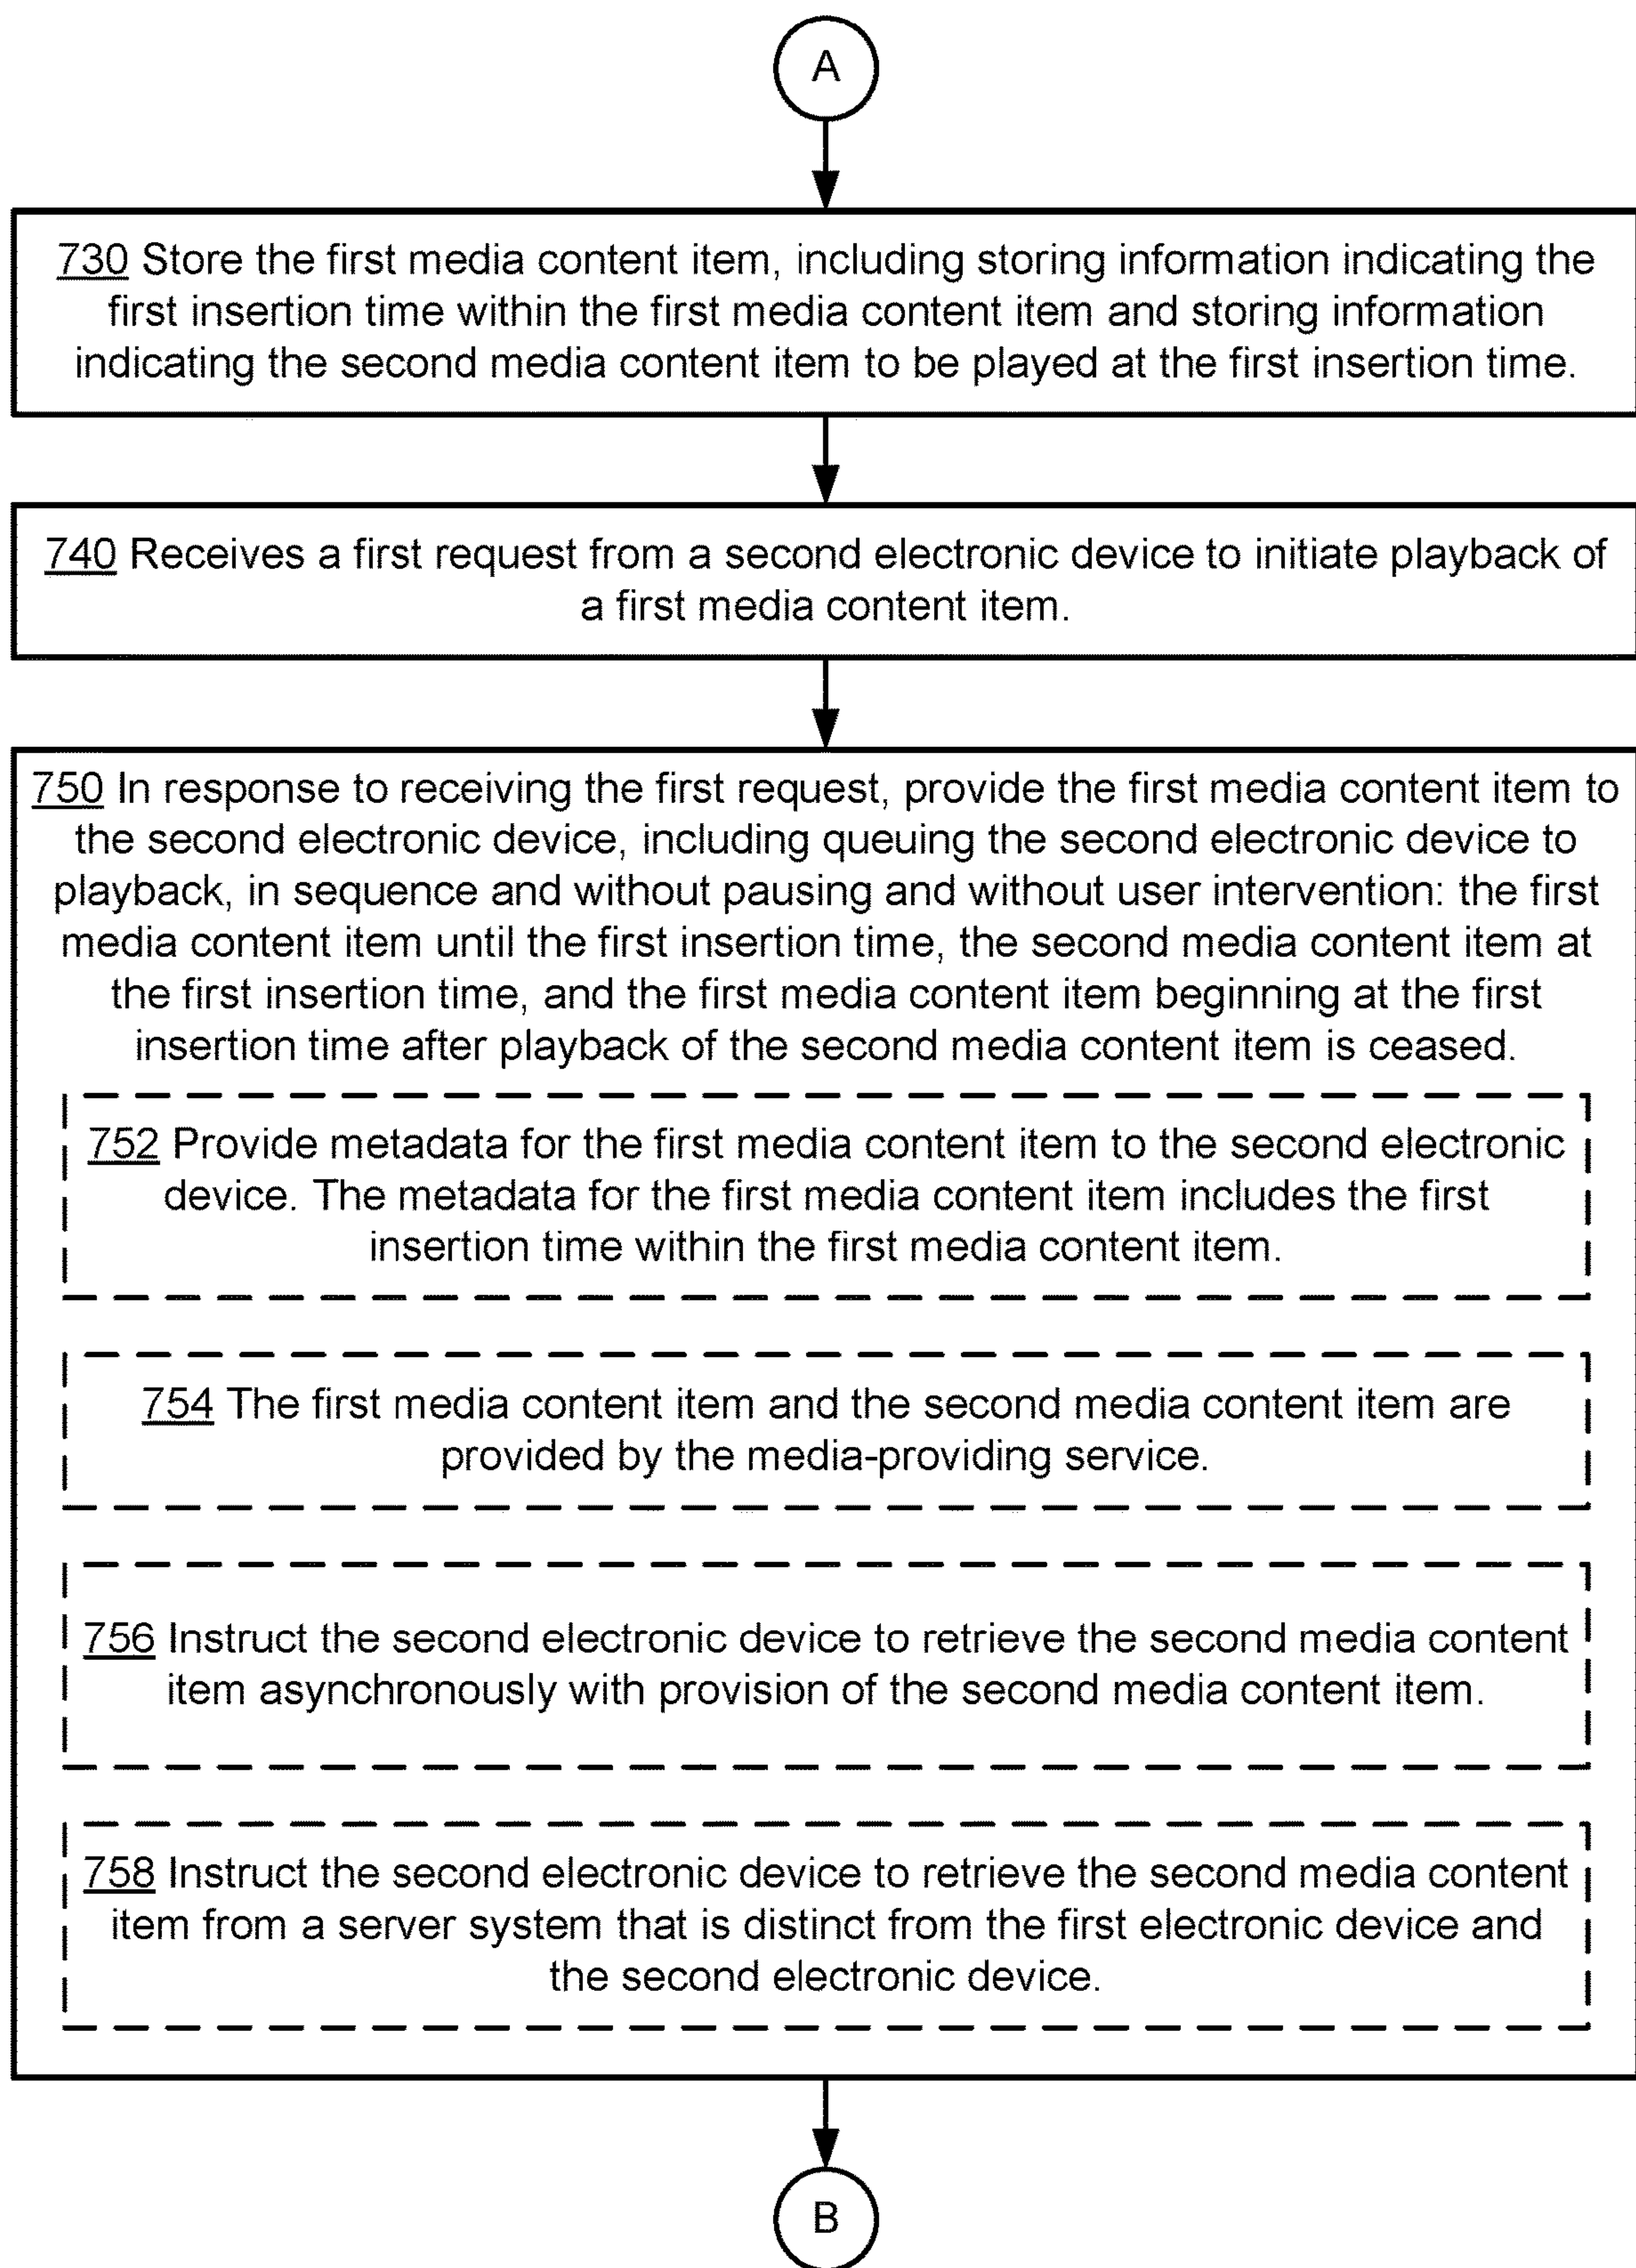 A
730 Store the first media content item, including storing information indicating the
first insertion time within the first media content item and storing information
indicating the second media content item to be played at the first insertion time.
740 Receives a first request from a second electronic device to initiate playback of
a first media content item.
750 In response to receiving the first request, provide the first media content item to
the second electronic device, including queuing the second electronic device to
playback, in sequence and without pausing and without user intervention: the first
media content item until the first insertion time, the second media content item at
the first insertion time, and the first media content item beginning at the first
insertion time after playback of the second media content item is ceased.
752 Provide metadata for the first media content item to the second electronic
device. The metadata for the first media content item includes the first
insertion time within the first media content item.
754 The first media content item and the second media content item are
provided by the media-providing service.
756 Instruct the second electronic device to retrieve the second media content
item asynchronously with provision of the second media content item.
758 Instruct the second electronic device to retrieve the second media content
item from a server system that is distinct from the first electronic device and
the second electronic device.
B